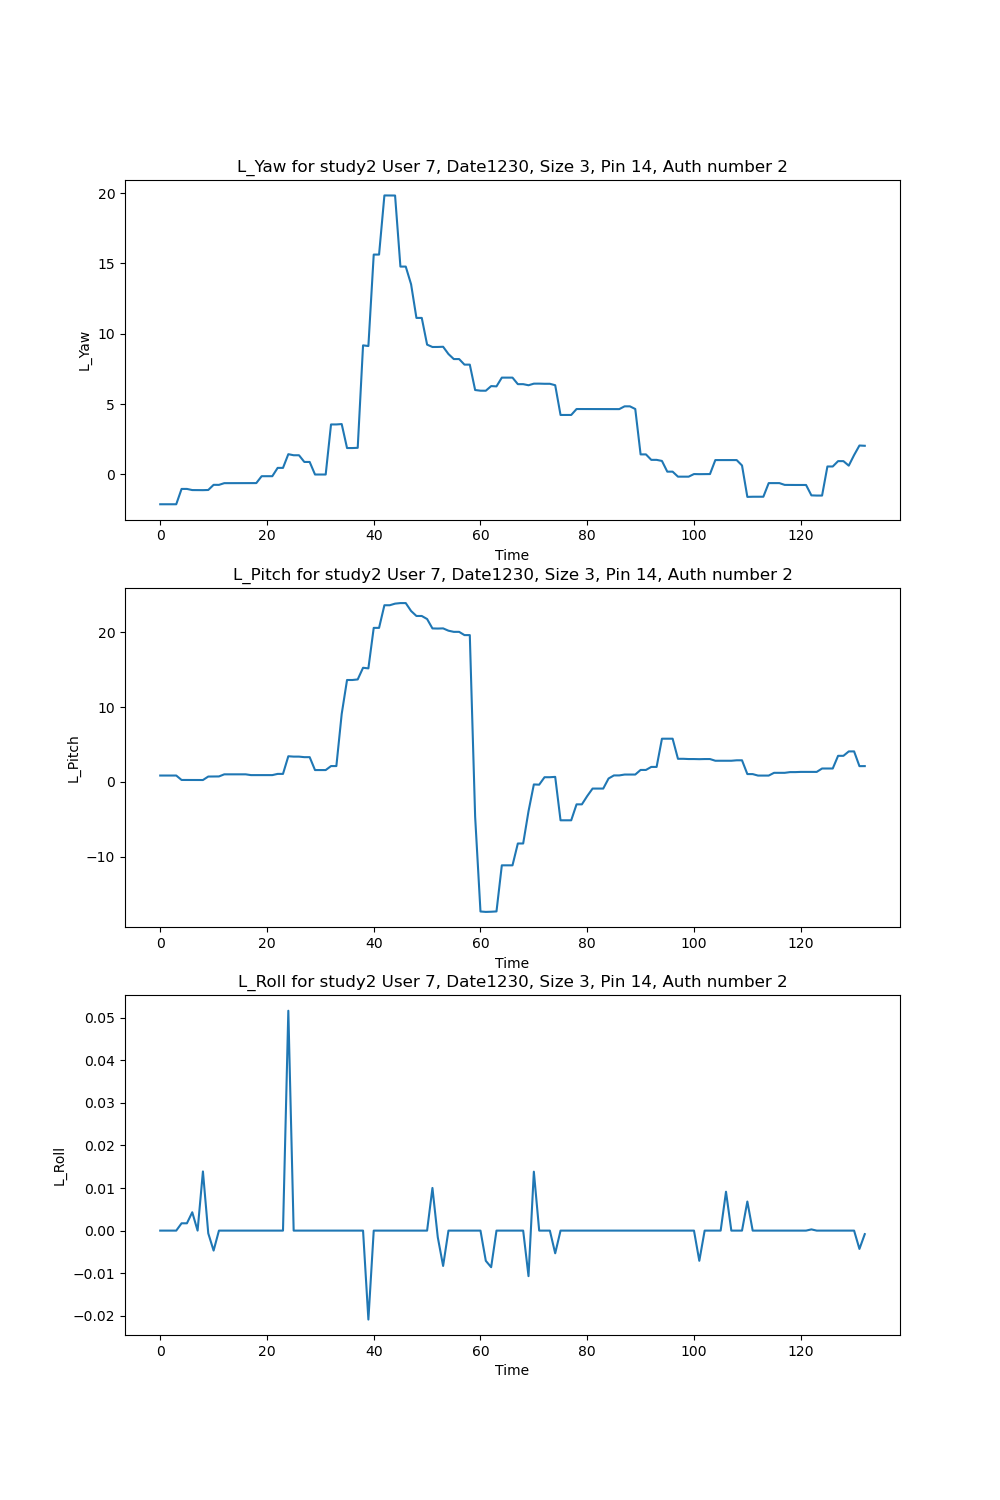 L_Yaw for study2 User 7, Date1230, Size 3, Pin 14, Auth number 2
20
15
10
5
0
L_Yaw
0 20 40 60 80 100 120
Time
L_Pitch for study2 User 7, Date1230, Size 3, Pin 14, Auth number 2
20
10
0
−10
L_Pitch
0 20 40 60 80 100 120
Time
L_Roll for study2 User 7, Date1230, Size 3, Pin 14, Auth number 2
0.05
0.04
0.03
0.02
0.01
0.00
−0.01
−0.02
L_Roll
0 20 40 60 80 100 120
Time